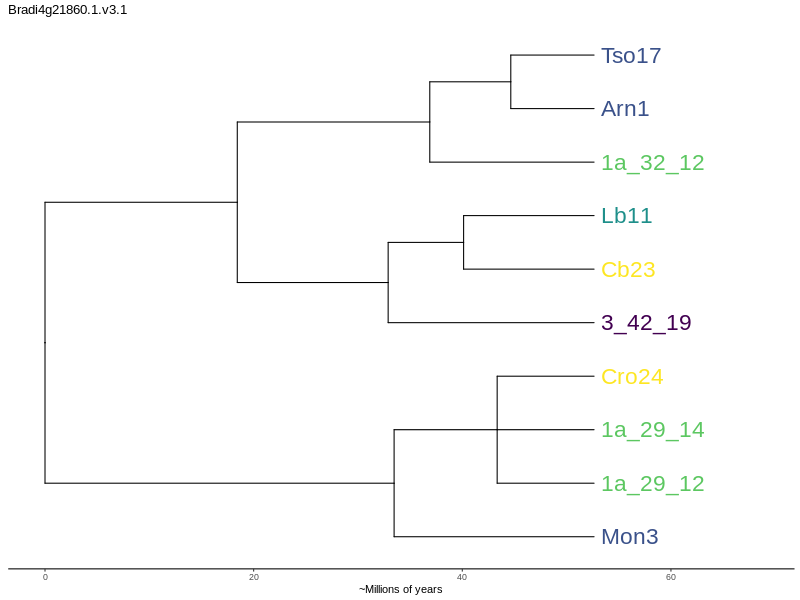 Bradi4g21860.1.v3.1
Tso17
Arn1
1a_32_12
Lb11
Cb23
3_42_19
Cro24
1a_29_14
1a_29_12
Mon3
0 20 40 60
~Millions of years